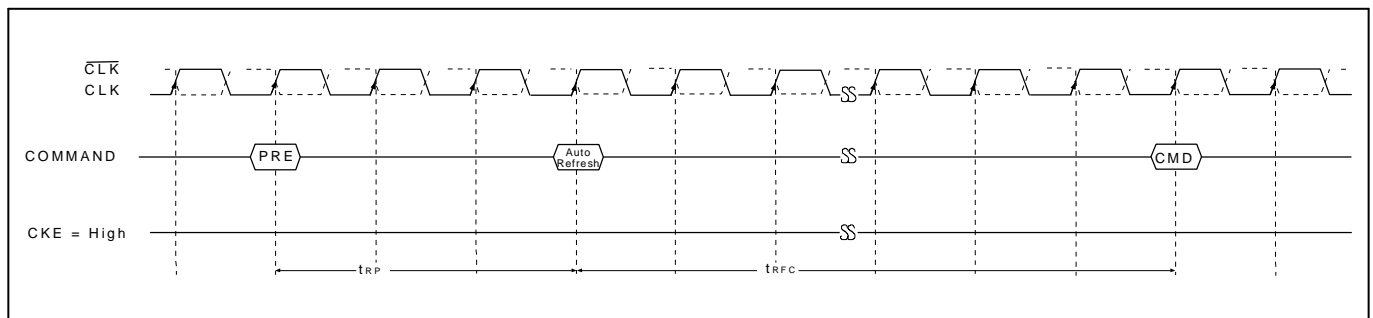 CLK
CLK
COMMAND PRE Auto Refresh CMD
CKE = High
tRP tRFC